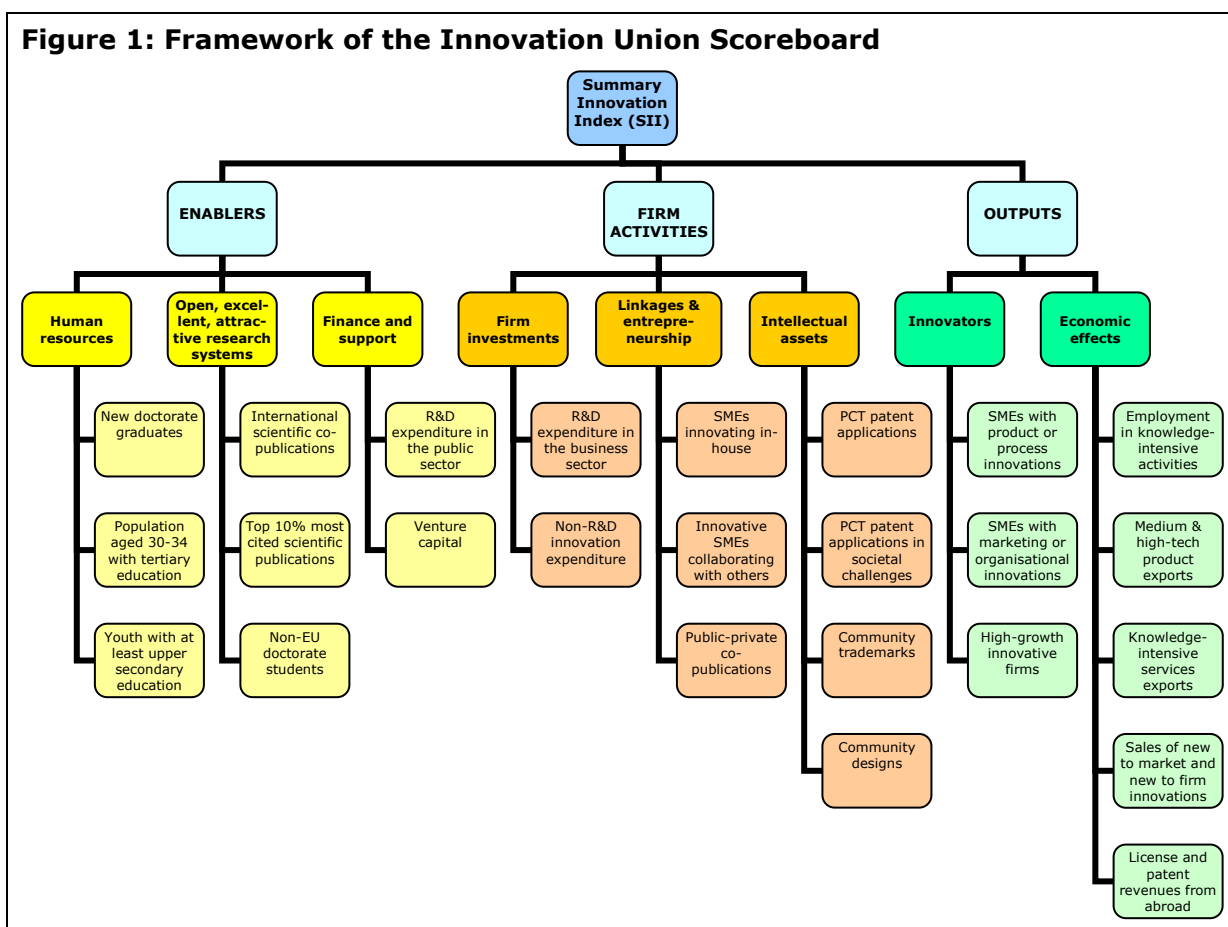 Figure 1: Framework of the Innovation Union Scoreboard
Summary
Innovation
Index (SII)
ENABLERS
FIRM
ACTIVITIES
OUTPUTS
Human
resources
Open, excel-
lent, attrac-
tive research
systems
Finance and
support
Firm
investments
Linkages &
entrepre-
neurship
Intellectual
assets
Innovators
Economic
effects
New doctorate
graduates
International
scientific co-
publications
R&D
expenditure in
the public
sector
R&D
expenditure in
the business
sector
SMEs
innovating in-
house
PCT patent
applications
SMEs with
product or
process
innovations
Employment
in knowledge-
intensive
activities
Population
aged 30-34
with tertiary
education
Top 10% most
cited scientific
publications
Venture
capital
Non-R&D
innovation
expenditure
Innovative
SMEs
collaborating
with others
PCT patent
applications in
societal
challenges
SMEs with
marketing or
organisational
innovations
Medium &
high-tech
product
exports
Youth with at
least upper
secondary
education
Non-EU
doctorate
students
Public-private
co-
publications
Community
trademarks
High-growth
innovative
firms
Knowledge-
intensive
services
exports
Community
designs
Sales of new
to market and
new to firm
innovations
License and
patent
revenues from
abroad